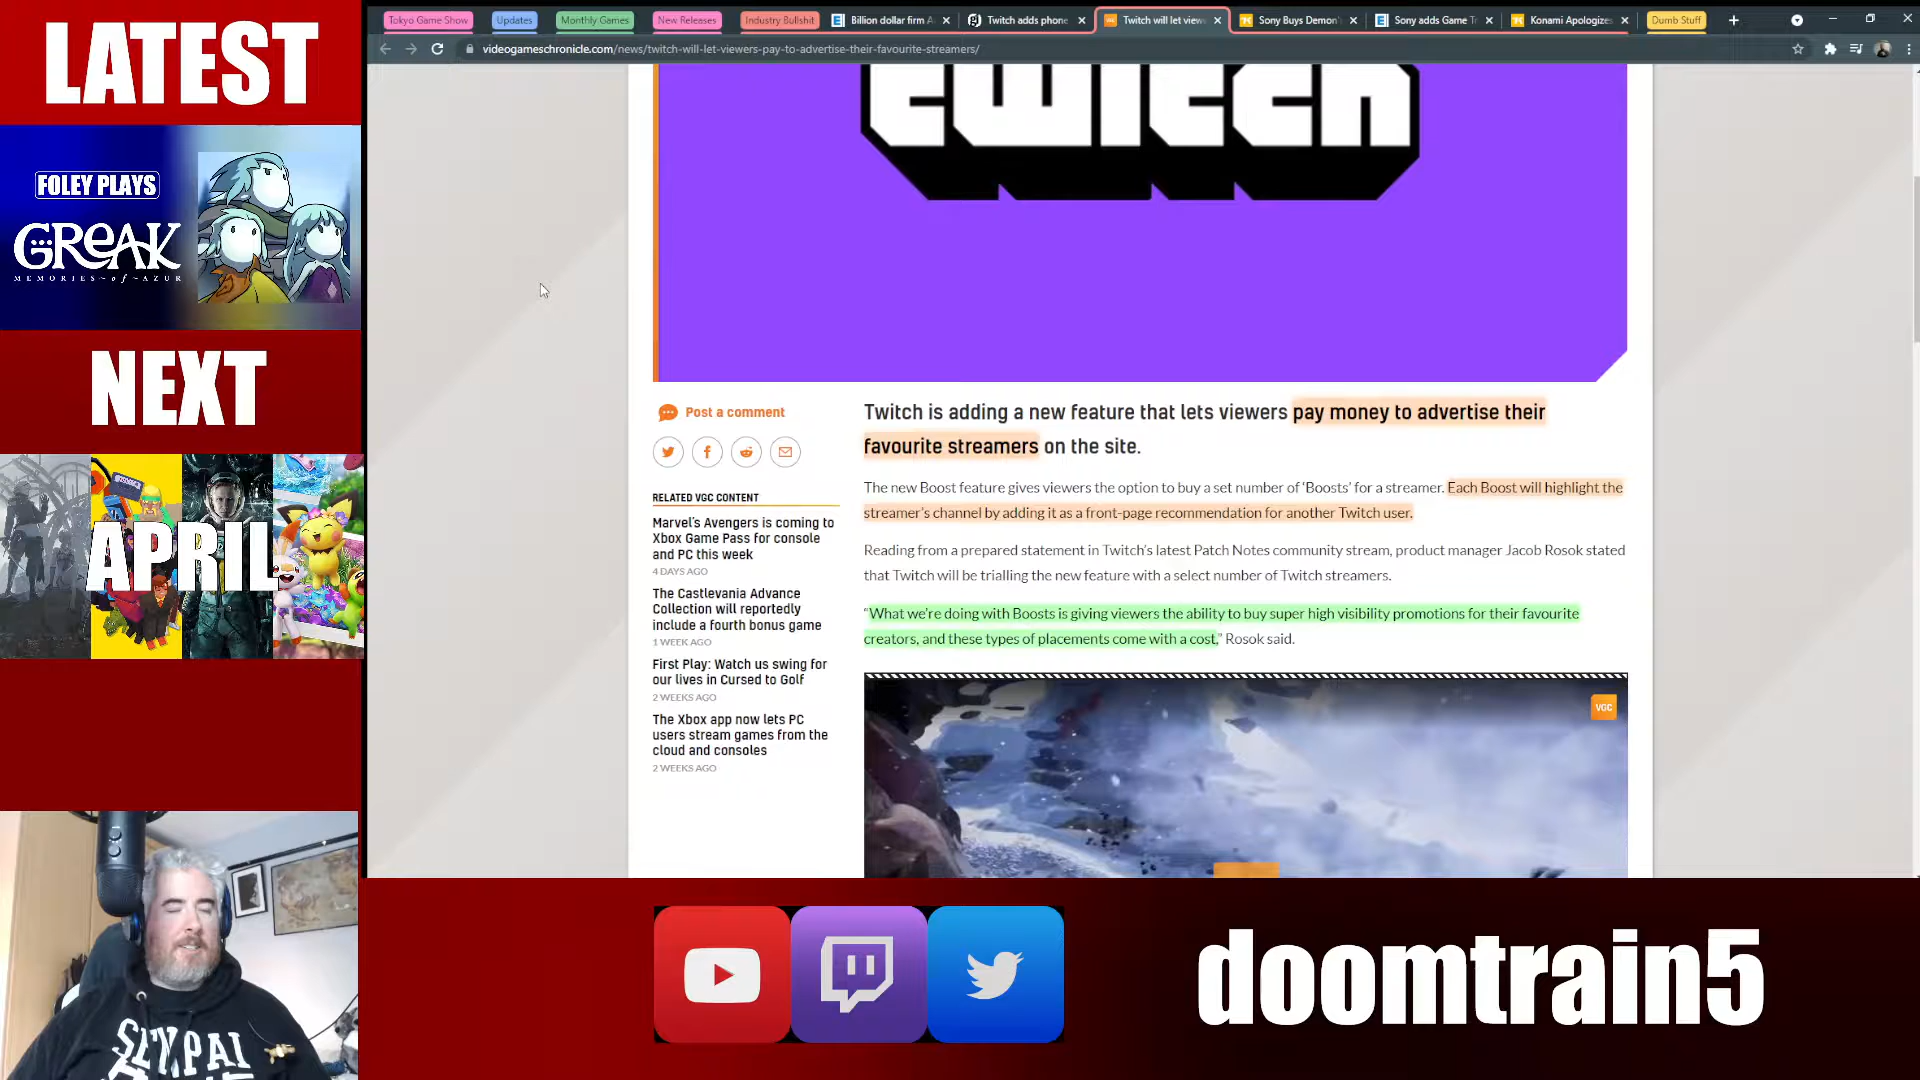 LATEST
FOLEY PLAYS
GREAK
MEMORIES~of~AZUR
NEXT
APRIL
Tokyo Game Show
Updates
Monthly Games
New Releases
Industry Bullshit
Billion dollar firm A
Twitch adds phone
Twitch will let view
Sony Buys Demon'
Sony adds Game T
Konami Apologize
Dumb Stuff
videogameschronicle.com/news/twitch-will-let-viewers-pay-to-advertise-their-favourite-streamers/
twitch
Post a comment
RELATED VGC CONTENT
Marvel's Avengers is coming to
Xbox Game Pass for console
and PC this week
4 DAYS AGO
The Castlevania Advance
Collection will reportedly
include a fourth bonus game
1 WEEK AGO
First Play: Watch us swing for
our lives in Cursed to Golf
2 WEEKS AGO
The Xbox app now lets PC
users stream games from the
cloud and consoles
2 WEEKS AGO
Twitch is adding a new feature that lets viewers pay money to advertise their
favourite streamers on the site.
The new Boost feature gives viewers the option to buy a set number of ‘Boosts’ for a streamer. Each Boost will highlight the
streamer’s channel by adding it as a front-page recommendation for another Twitch user.
Reading from a prepared statement in Twitch’s latest Patch Notes community stream, product manager Jacob Rosok stated
that Twitch will be trialling the new feature with a select number of Twitch streamers.
“What we’re doing with Boosts is giving viewers the ability to buy super high visibility promotions for their favourite
creators, and these types of placements come with a cost,” Rosok said.
VGC
doomtrain5